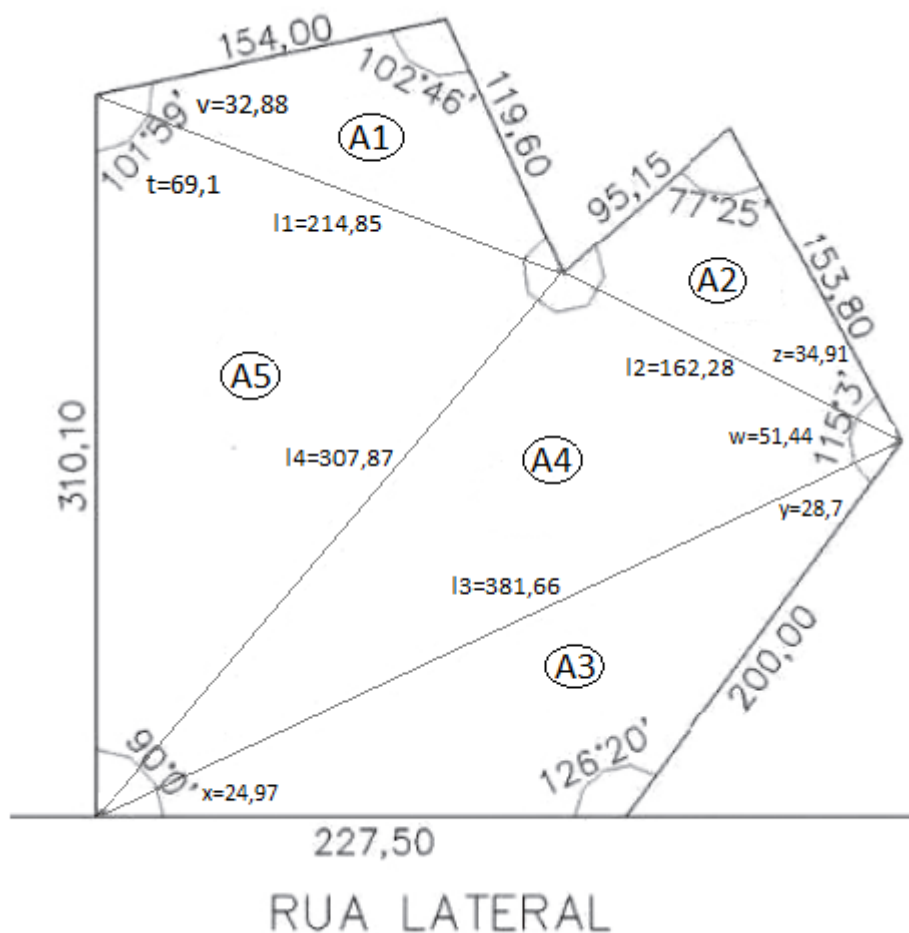 154,00
102°46'
v=32,88
A1
119,60
101°59'
t=69,1
l1=214,85
95,15
77°25'
A2
153,80
z=34,91
l2=162,28
115°3'
w=51,44
A5
l4=307,87
A4
310,10
y=28,7
l3=381,66
A3
200,00
90°0'
x=24,97
126°20'
227,50
RUA LATERAL